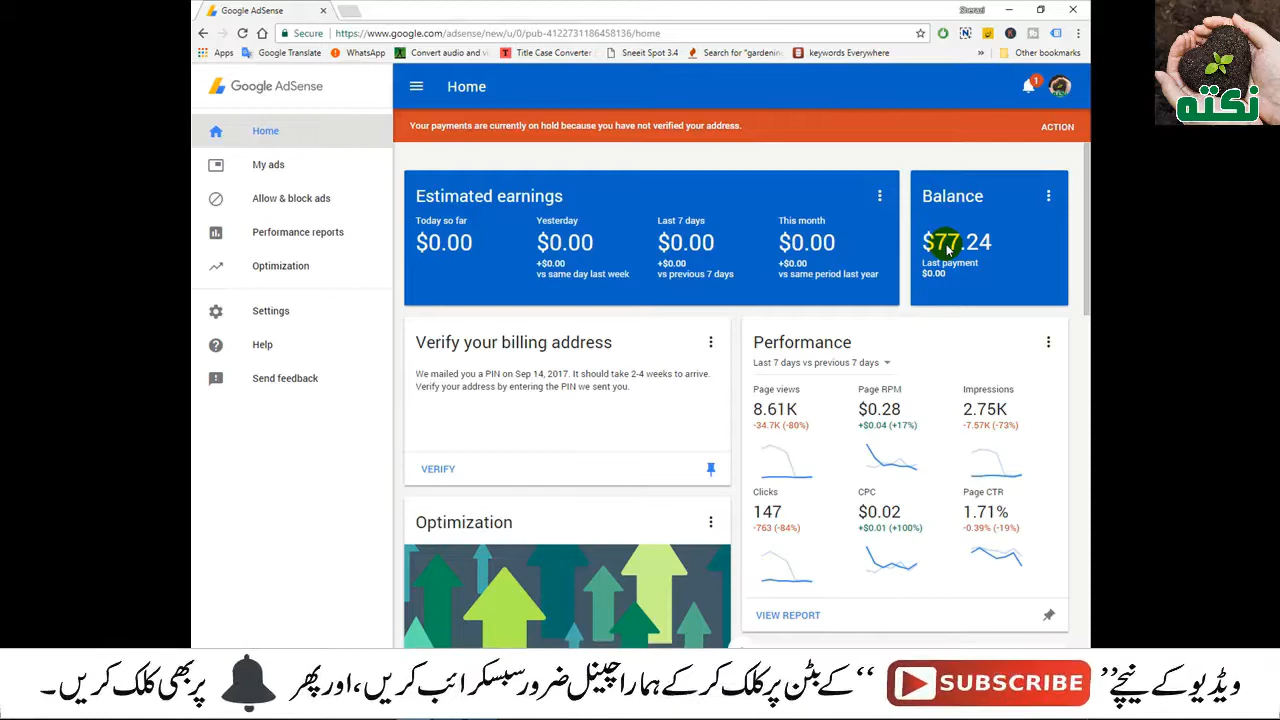 Google AdSense
Sherazi
Secure
https://www.google.com/adsense/new/u/0/pub-4122731186458136/home
Apps
Google Translate
WhatsApp
Convert audio and vi
Title Case Converter
Sneeit Spot 3.4
Search for "gardening
keywords Everywhere
»
Other bookmarks
نکتہ
Google AdSense
Home
1
Your payments are currently on hold because you have not verified your address.
ACTION
Home
My ads
Allow & block ads
Performance reports
Optimization
Settings
Help
Send feedback
Estimated earnings
Today so far
Yesterday
Last 7 days
This month
$0.00
$0.00
$0.00
$0.00
+$0.00
+$0.00
+$0.00
vs same day last week
vs previous 7 days
vs same period last year
Balance
$77.24
Last payment
$0.00
Verify your billing address
We mailed you a PIN on Sep 14, 2017. It should take 2-4 weeks to arrive.
Verify your address by entering the PIN we sent you.
VERIFY
Optimization
Performance
Last 7 days vs previous 7 days
Page views
Page RPM
Impressions
8.61K
$0.28
2.75K
-34.7K (-80%)
+$0.04 (+17%)
-7.57K (-73%)
Clicks
CPC
Page CTR
147
$0.02
1.71%
-763 (-84%)
+$0.01 (+100%)
-0.39% (-19%)
VIEW REPORT
ویڈیو کے نیچے ’’ SUBSCRIBE ‘‘ کے بٹن پر کلک کر کے ہمارا چینل ضرور سبسکرائب کریں، اور پھر پر بھی کلک کریں۔